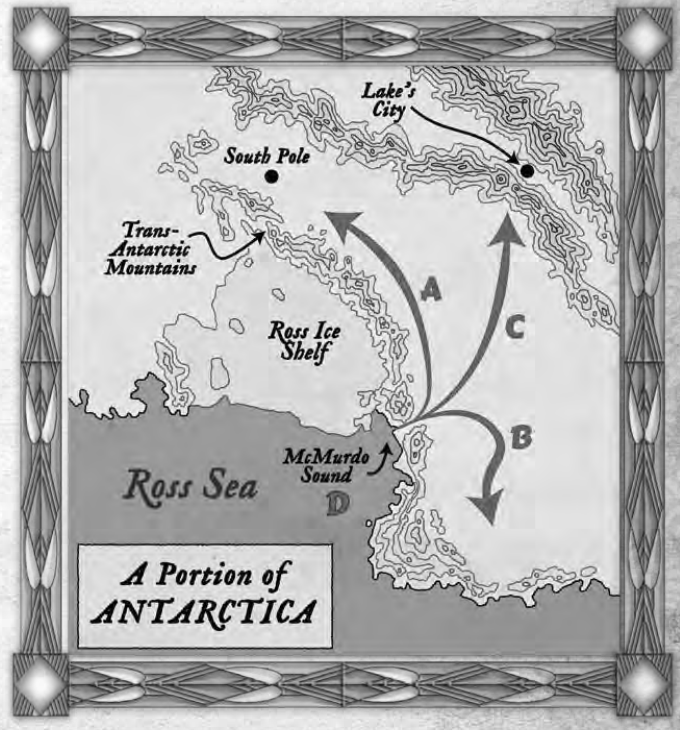 Lake's
City
South Pole
Trans-
Antarctic
Mountains
A
Ross Ice
Shelf
C
B
McMurdo
Sound
Ross Sea
D
A Portion of
ANTARCTICA